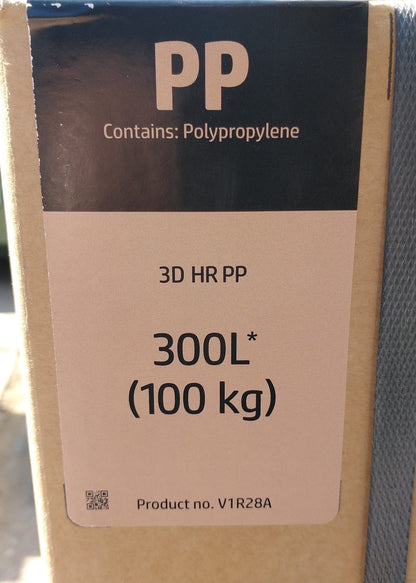 PP
Contains: Polypropylene
3D HR PP
300L*
(100 kg)
Product no. V1R28A